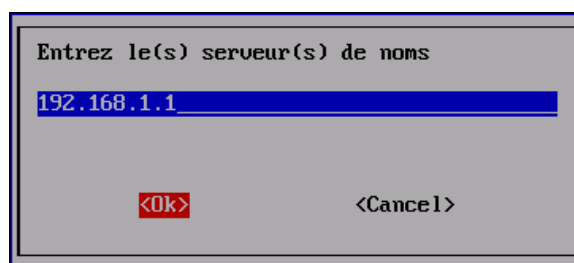 Entrez le(s) serveur(s) de noms
192.168.1.1
<Ok> <Cancel>